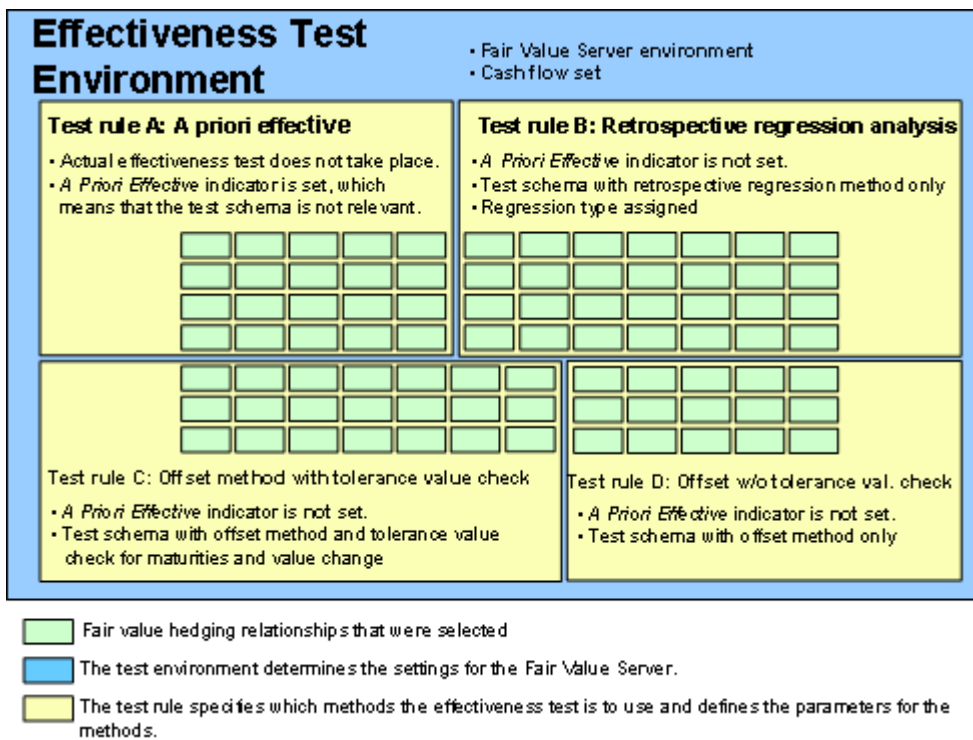 Effectiveness Test
Environment
• Fair Value Server environment
• Cash flow set
Test rule A: A priori effective
• Actual effectiveness test does not take place.
• A Priori Effective indicator is set, which
means that the test schema is not relevant.
Test rule B: Retrospective regression analysis
• A Priori Effective indicator is not set.
• Test schema with retrospective regression method only
• Regression type assigned
Test rule C: Offset method with tolerance value check
• A Priori Effective indicator is not set.
• Test schema with offset method and tolerance value
check for maturities and value change
Test rule D: Offset w/o tolerance val. check
• A Priori Effective indicator is not set.
• Test schema with offset method only
Fair value hedging relationships that were selected
The test environment determines the settings for the Fair Value Server.
The test rule specifies which methods the effectiveness test is to use and defines the parameters for the
methods.